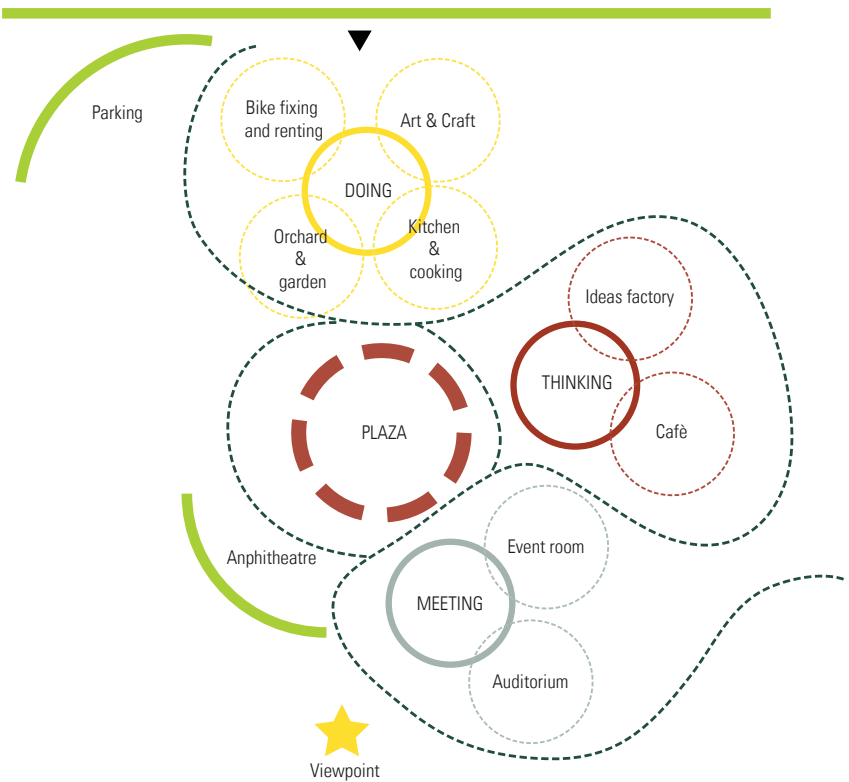 Parking
Bike fixing
and renting
Art & Craft
DOING
Orchard
&
garden
Kitchen
&
cooking
Ideas factory
THINKING
Cafè
PLAZA
Anphitheatre
Event room
MEETING
Auditorium
Viewpoint